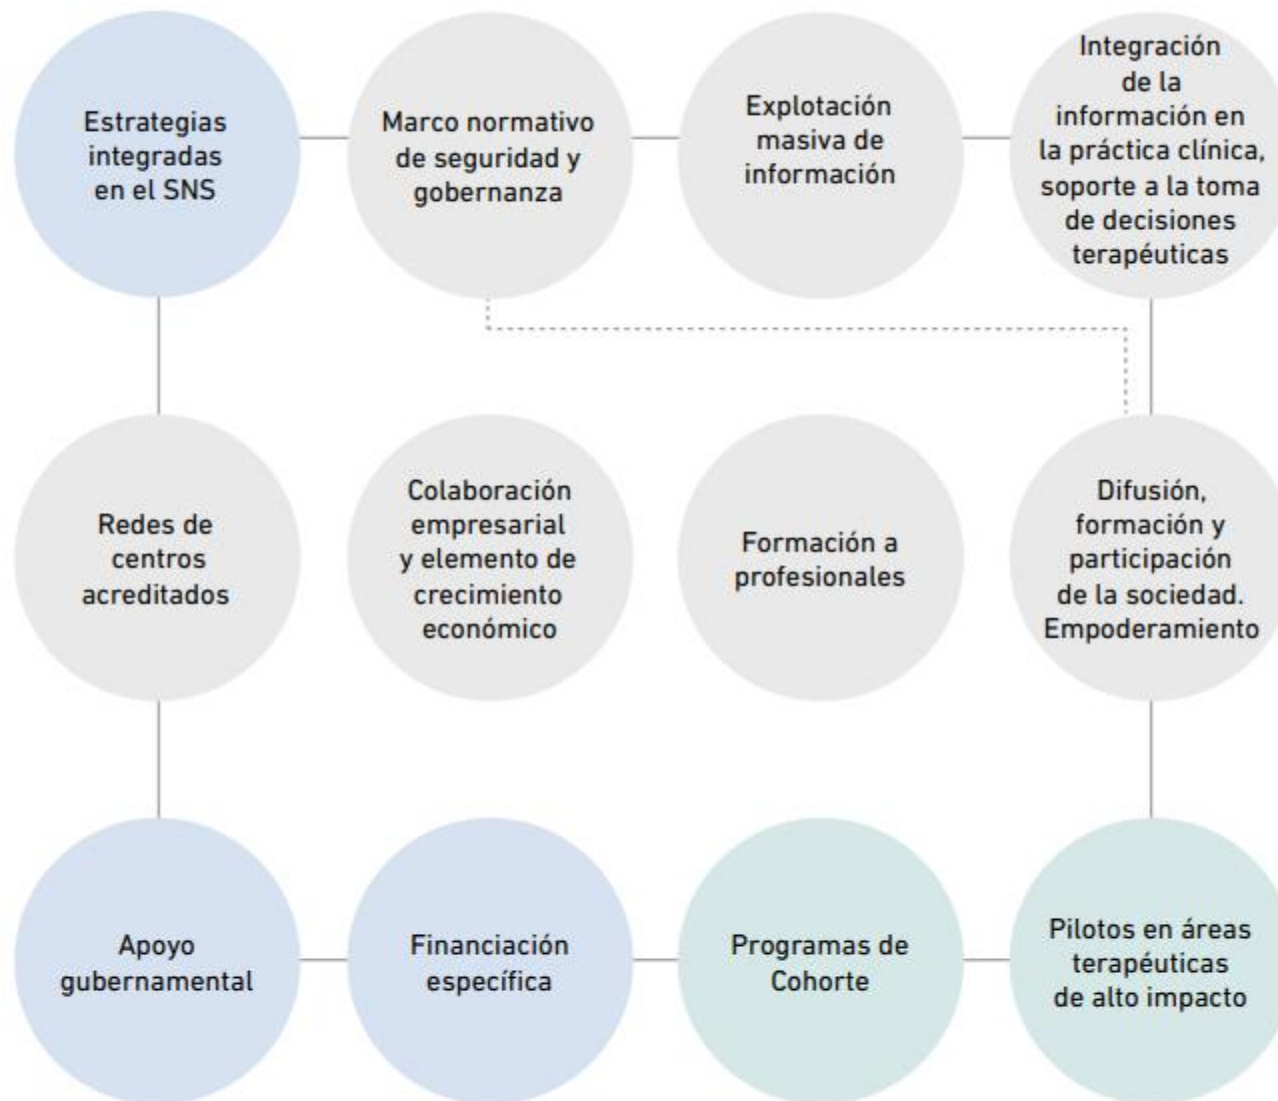 Estrategias
integradas
en el SNS
Marco normativo
de seguridad y
gobernanza
Explotación
masiva de
información
Integración
de la
información en
la práctica clínica,
soporte a la toma
de decisiones
terapéuticas
Redes de
centros
acreditados
Colaboración
empresarial
y elemento de
crecimiento
económico
Formación a
profesionales
Difusión,
formación y
participación
de la sociedad.
Empoderamiento
Apoyo
gubernamental
Financiación
específica
Programas de
Cohorte
Pilotos en áreas
terapéuticas
de alto impacto